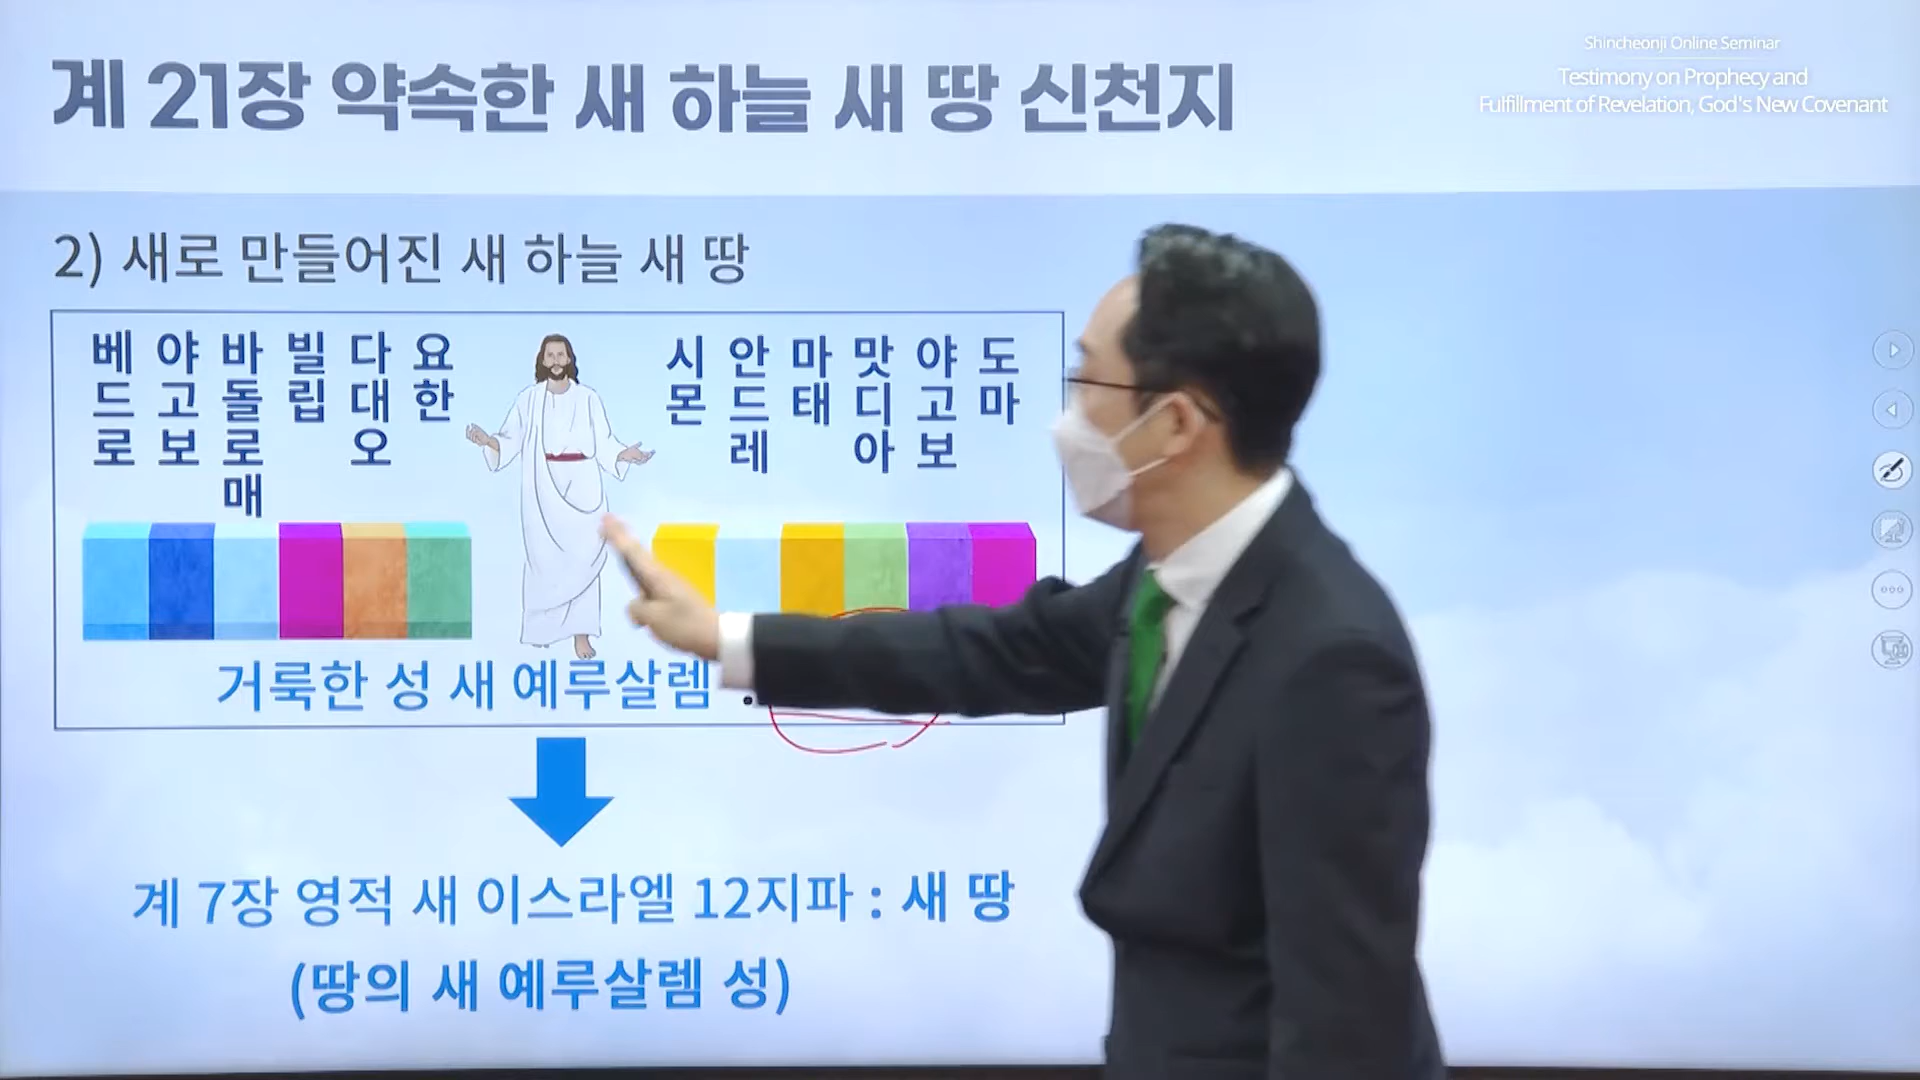 계 21장 약속한 새 하늘 새 땅 신천지
Shincheonji Online Seminar
Testimony on Prophecy and
Fulfillment of Revelation, God's New Covenant
2) 새로 만들어진 새 하늘 새 땅
베드로 야고보 바돌로매 빌립 다대오 요한 시몬 안드레 마태 맛디아 야고보 도마
거룩한 성 새 예루살렘 :
계 7장 영적 새 이스라엘 12지파 : 새 땅
(땅의 새 예루살렘 성)